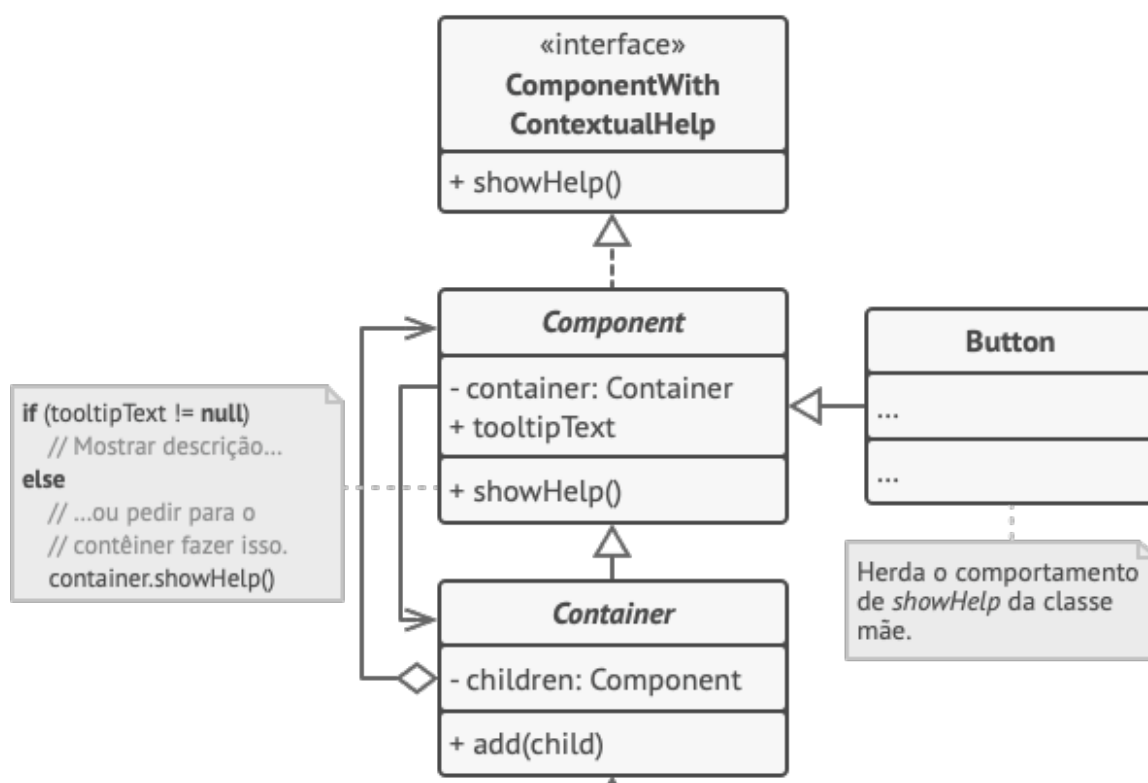 «interface»
ComponentWith
ContextualHelp
+ showHelp()
Component
- container: Container
+ tooltipText
+ showHelp()
Button
...
...
if (tooltipText != null)
// Mostrar descrição...
else
// ...ou pedir para o
// contêiner fazer isso.
container.showHelp()
Herda o comportamento
de showHelp da classe
mãe.
Container
- children: Component
+ add(child)